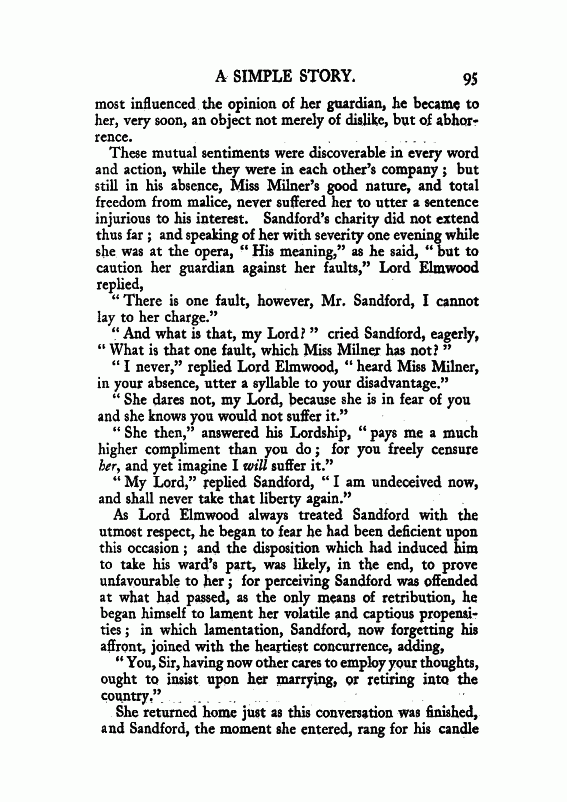 A SIMPLE STORY. 95
most influenced the opinion of her guardian, he became to
her, very soon, an object not merely of dislike, but of abhor-
rence.
These mutual sentiments were discoverable in every word
and action, while they were in each other's company; but
still in his absence, Miss Milner's good nature, and total
freedom from malice, never suffered her to utter a sentence
injurious to his interest. Sandford's charity did not extend
thus far; and speaking of her with severity one evening while
she was at the opera, "His meaning," as he said, "but to
caution her guardian against her faults," Lord Elmwood
replied,
"There is one fault, however, Mr. Sandford, I cannot
lay to her charge."
"And what is that, my Lord?" cried Sandford, eagerly,
"What is that one fault, which Miss Milner has not?"
"I never," replied Lord Elmwood, "heard Miss Milner,
in your absence, utter a syllable to your disadvantage."
"She dares not, my Lord, because she is in fear of you
and she knows you would not suffer it."
"She then," answered his Lordship, "pays me a much
higher compliment than you do; for you freely censure
her, and yet imagine I will suffer it."
"My Lord," replied Sandford, "I am undeceived now,
and shall never take that liberty again."
As Lord Elmwood always treated Sandford with the
utmost respect, he began to fear he had been deficient upon
this occasion; and the disposition which had induced him
to take his ward's part, was likely, in the end, to prove
unfavourable to her; for perceiving Sandford was offended
at what had passed, as the only means of retribution, he
began himself to lament her volatile and captious propensi-
ties; in which lamentation, Sandford, now forgetting his
affront, joined with the heartiest concurrence, adding,
"You, Sir, having now other cares to employ your thoughts,
ought to insist upon her marrying, or retiring into the
country."
She returned home just as this conversation was finished,
and Sandford, the moment she entered, rang for his candle